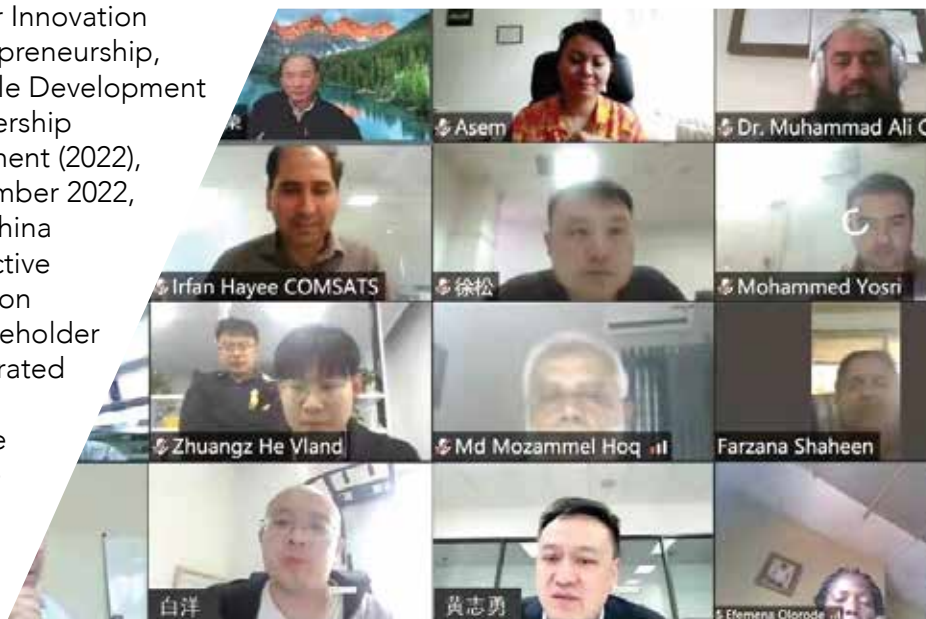 r Innovation
preneurship,
le Development
ership
ment (2022),
mber 2022,
hina
ctive
on
eholder
rated
e
Asem
Dr. Muhammad Ali C
Irfan Hayee COMSATS
徐松
Mohammed Yosri
Zhuangz He Vland
Md Mozammel Hoq
Farzana Shaheen
白洋
黄志勇
Efemena Olorode